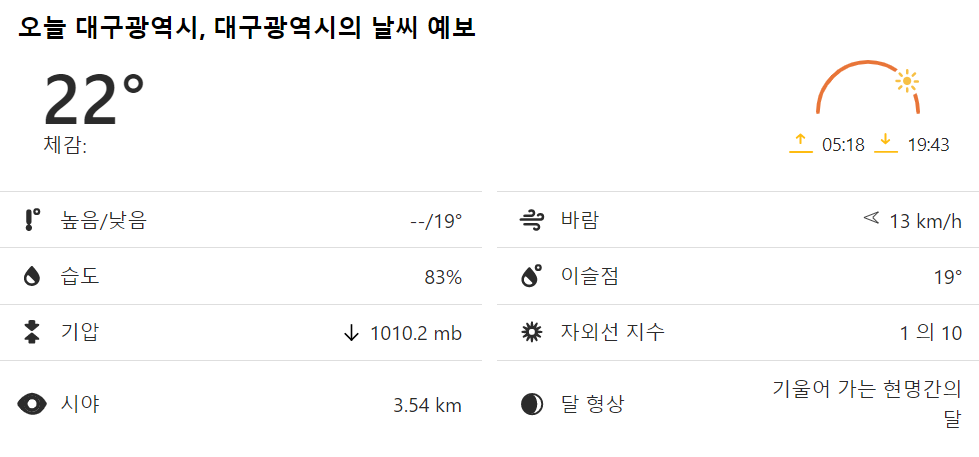 오늘 대구광역시, 대구광역시의 날씨 예보
22°
체감:
05:18 19:43
높음/낮음 --/19°
바람 13 km/h
습도 83%
이슬점 19°
기압 1010.2 mb
자외선 지수 1 의 10
시야 3.54 km
달 형상 기울어 가는 현명간의
달